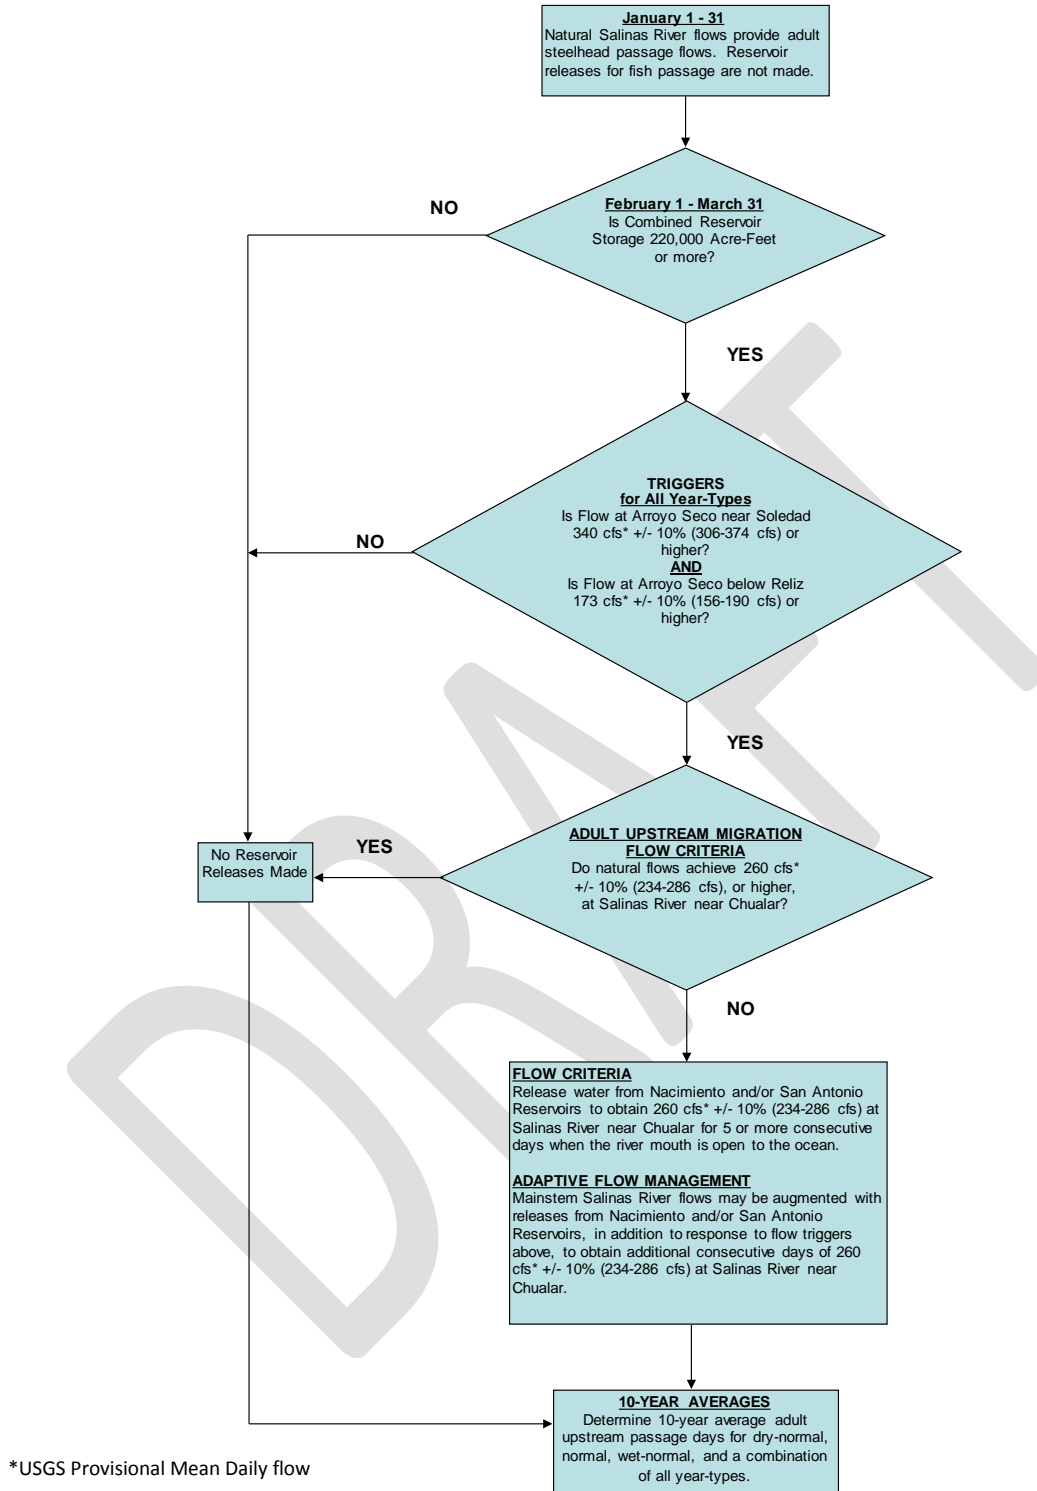 January 1 - 31
Natural Salinas River flows provide adult
steelhead passage flows.  Reservoir
releases for fish passage are not made.
NO
February 1 - March 31
Is Combined Reservoir
Storage 220,000 Acre-Feet
or more?
YES
TRIGGERS
for All Year-Types
Is Flow at Arroyo Seco near Soledad
340 cfs* +/- 10% (306-374 cfs) or
higher?
AND
Is Flow at Arroyo Seco below Reliz
173 cfs* +/- 10% (156-190 cfs) or
higher?
NO
YES
ADULT UPSTREAM MIGRATION
FLOW CRITERIA
Do natural flows achieve 260 cfs*
+/- 10% (234-286 cfs), or higher,
at Salinas River near Chualar?
YES
No Reservoir
Releases Made
NO
FLOW CRITERIA
Release water from Nacimiento and/or San Antonio
Reservoirs to obtain 260 cfs* +/- 10% (234-286 cfs) at
Salinas River near Chualar for 5 or more consecutive
days when the river mouth is open to the ocean.
ADAPTIVE FLOW MANAGEMENT
Mainstem Salinas River flows may be augmented with
releases from Nacimiento and/or San Antonio
Reservoirs, in addition to response to flow triggers
above, to obtain additional consecutive days of 260
cfs* +/- 10% (234-286 cfs) at Salinas River near
Chualar.
10-YEAR AVERAGES
Determine 10-year average adult
upstream passage days for dry-normal,
normal, wet-normal, and a combination
of all year-types.
*USGS Provisional Mean Daily flow
DRAFT